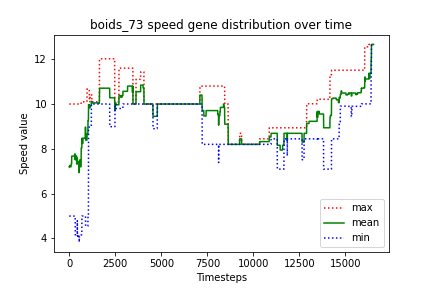 boids_73 speed gene distribution over time
Speed value
12
10
8
6
4
0
2500
5000
7500
10000
12500
15000
Timesteps
max
mean
min